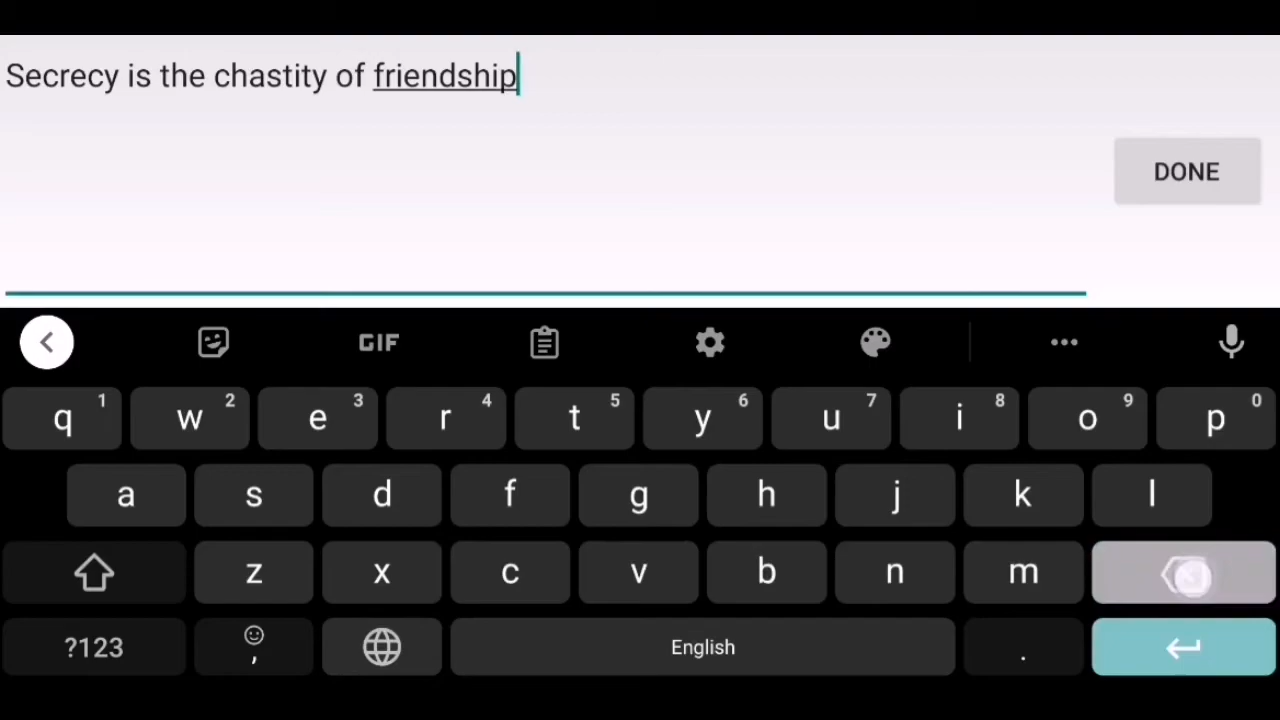 Secrecy is the chastity of friendship
DONE
GIF
q 1 w 2 e 3 r 4 t 5 y 6 u 7 i 8 o 9 p 0
a s d f g h j k l
z x c v b n m
?123 , English .